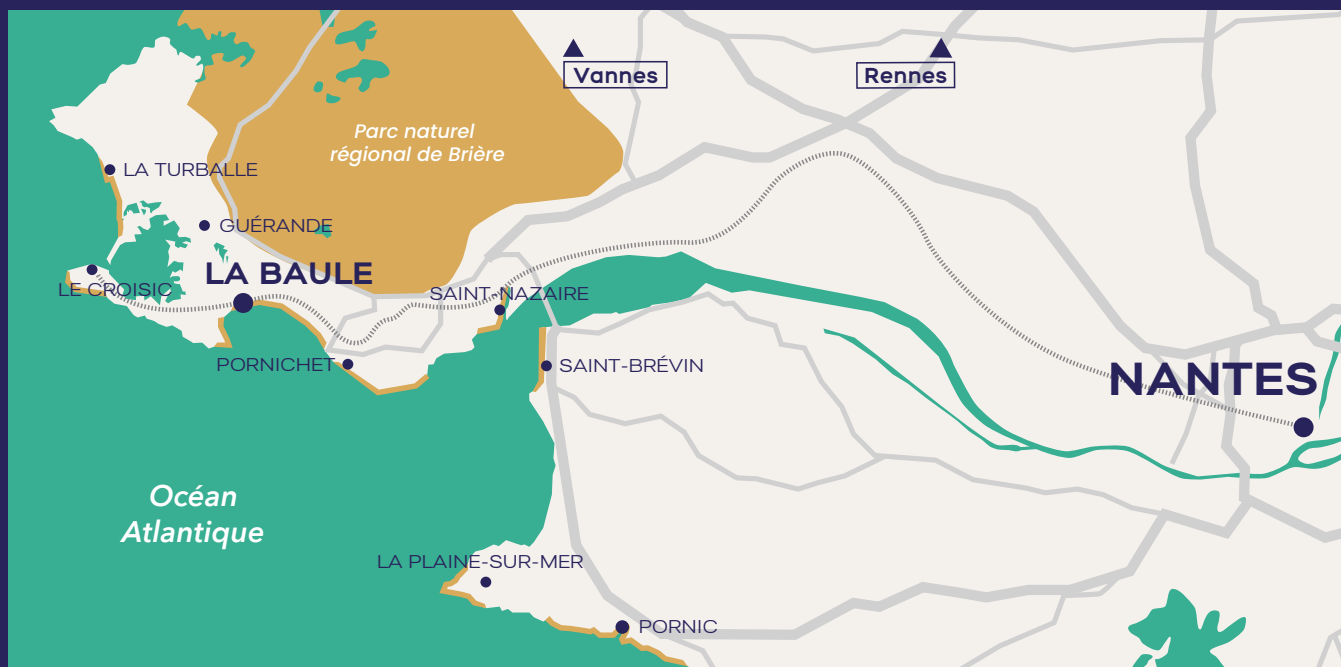 Vannes
Rennes
Parc naturel
régional de Brière
LA TURBALLE
GUÉRANDE
LA BAULE
LE CROISIC
SAINT-NAZAIRE
PORNICHET
SAINT-BRÉVIN
NANTES
Océan
Atlantique
LA PLAINE-SUR-MER
PORNIC